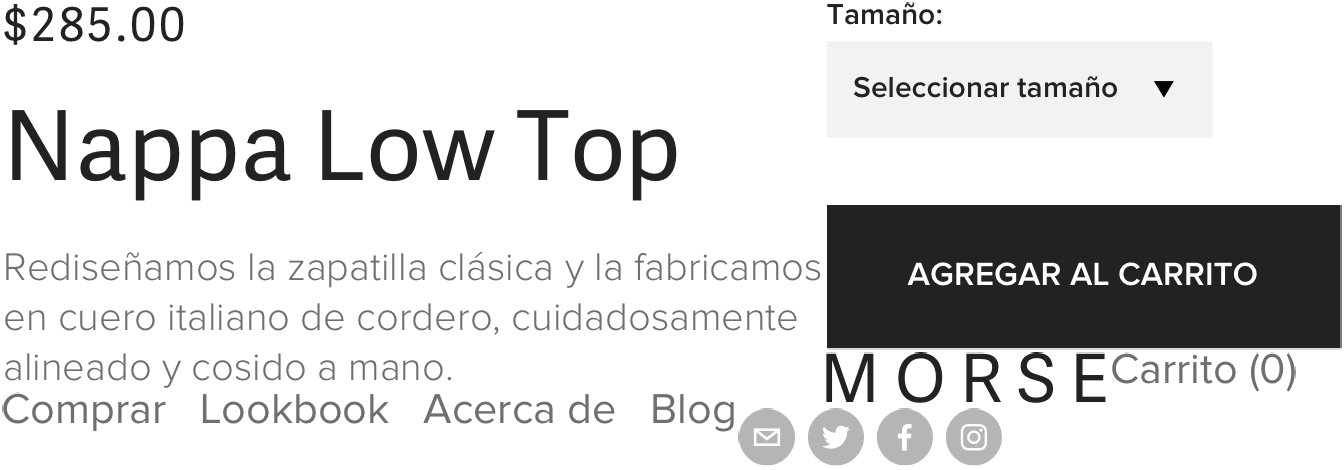 $285.00
Nappa Low Top
Rediseñamos la zapatilla clásica y la fabricamos
en cuero italiano de cordero, cuidadosamente
alineado y cosido a mano.
Tamaño:
Seleccionar tamaño
AGREGAR AL CARRITO
MORSE
Carrito (0)
Comprar Lookbook Acerca de Blog